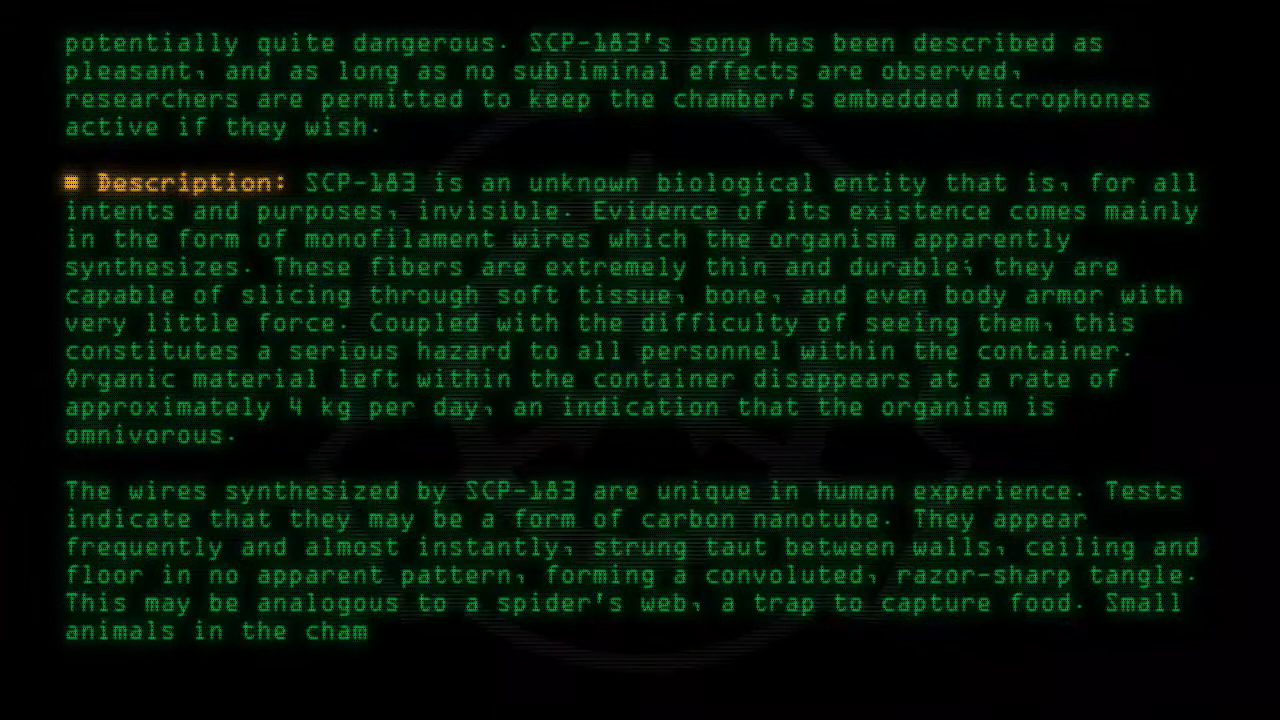 potentially quite dangerous. SCP-183's song has been described as
pleasant, and as long as no subliminal effects are observed,
researchers are permitted to keep the chamber's embedded microphones
active if they wish.
■ Description: SCP-183 is an unknown biological entity that is, for all
intents and purposes, invisible. Evidence of its existence comes mainly
in the form of monofilament wires which the organism apparently
synthesizes. These fibers are extremely thin and durable; they are
capable of slicing through soft tissue, bone, and even body armor with
very little force. Coupled with the difficulty of seeing them, this
constitutes a serious hazard to all personnel within the container.
Organic material left within the container disappears at a rate of
approximately 4 kg per day, an indication that the organism is
omnivorous.
The wires synthesized by SCP-183 are unique in human experience. Tests
indicate that they may be a form of carbon nanotube. They appear
frequently and almost instantly, strung taut between walls, ceiling and
floor in no apparent pattern, forming a convoluted, razor-sharp tangle.
This may be analogous to a spider's web, a trap to capture food. Small
animals in the cham